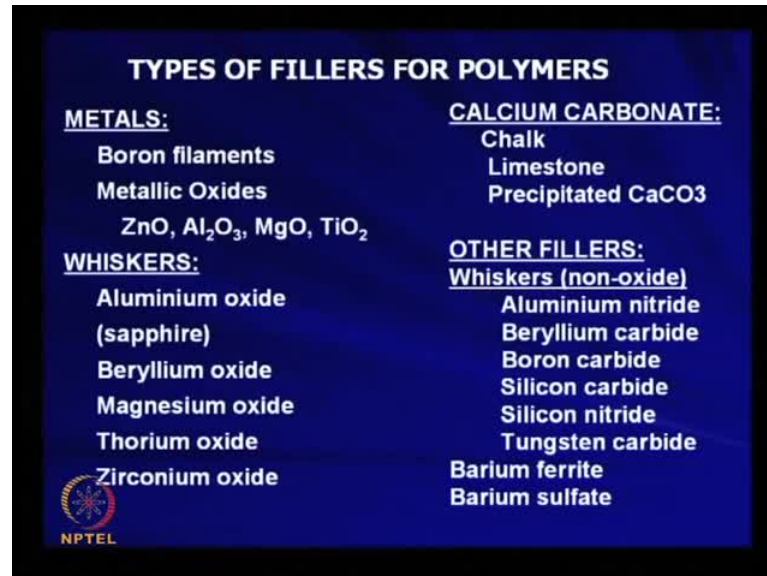 TYPES OF FILLERS FOR POLYMERS
METALS:
Boron filaments
Metallic Oxides
ZnO, Al₂O₃, MgO, TiO₂
WHISKERS:
Aluminium oxide
(sapphire)
Beryllium oxide
Magnesium oxide
Thorium oxide
Zirconium oxide
CALCIUM CARBONATE:
Chalk
Limestone
Precipitated CaCO3
OTHER FILLERS:
Whiskers (non-oxide)
Aluminium nitride
Beryllium carbide
Boron carbide
Silicon carbide
Silicon nitride
Tungsten carbide
Barium ferrite
Barium sulfate
NPTEL